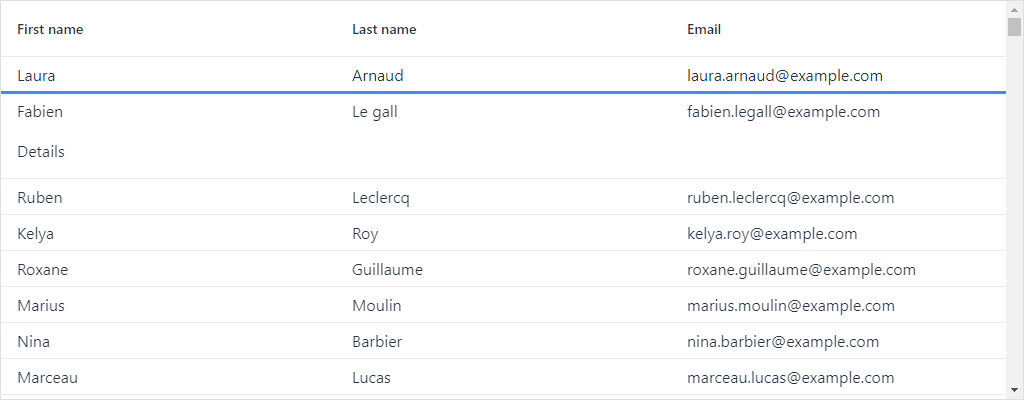 First name Last name Email
Laura Arnaud laura.arnaud@example.com
Fabien Le gall fabien.legall@example.com
Details
Ruben Leclercq ruben.leclercq@example.com
Kelya Roy kelya.roy@example.com
Roxane Guillaume roxane.guillaume@example.com
Marius Moulin marius.moulin@example.com
Nina Barbier nina.barbier@example.com
Marceau Lucas marceau.lucas@example.com